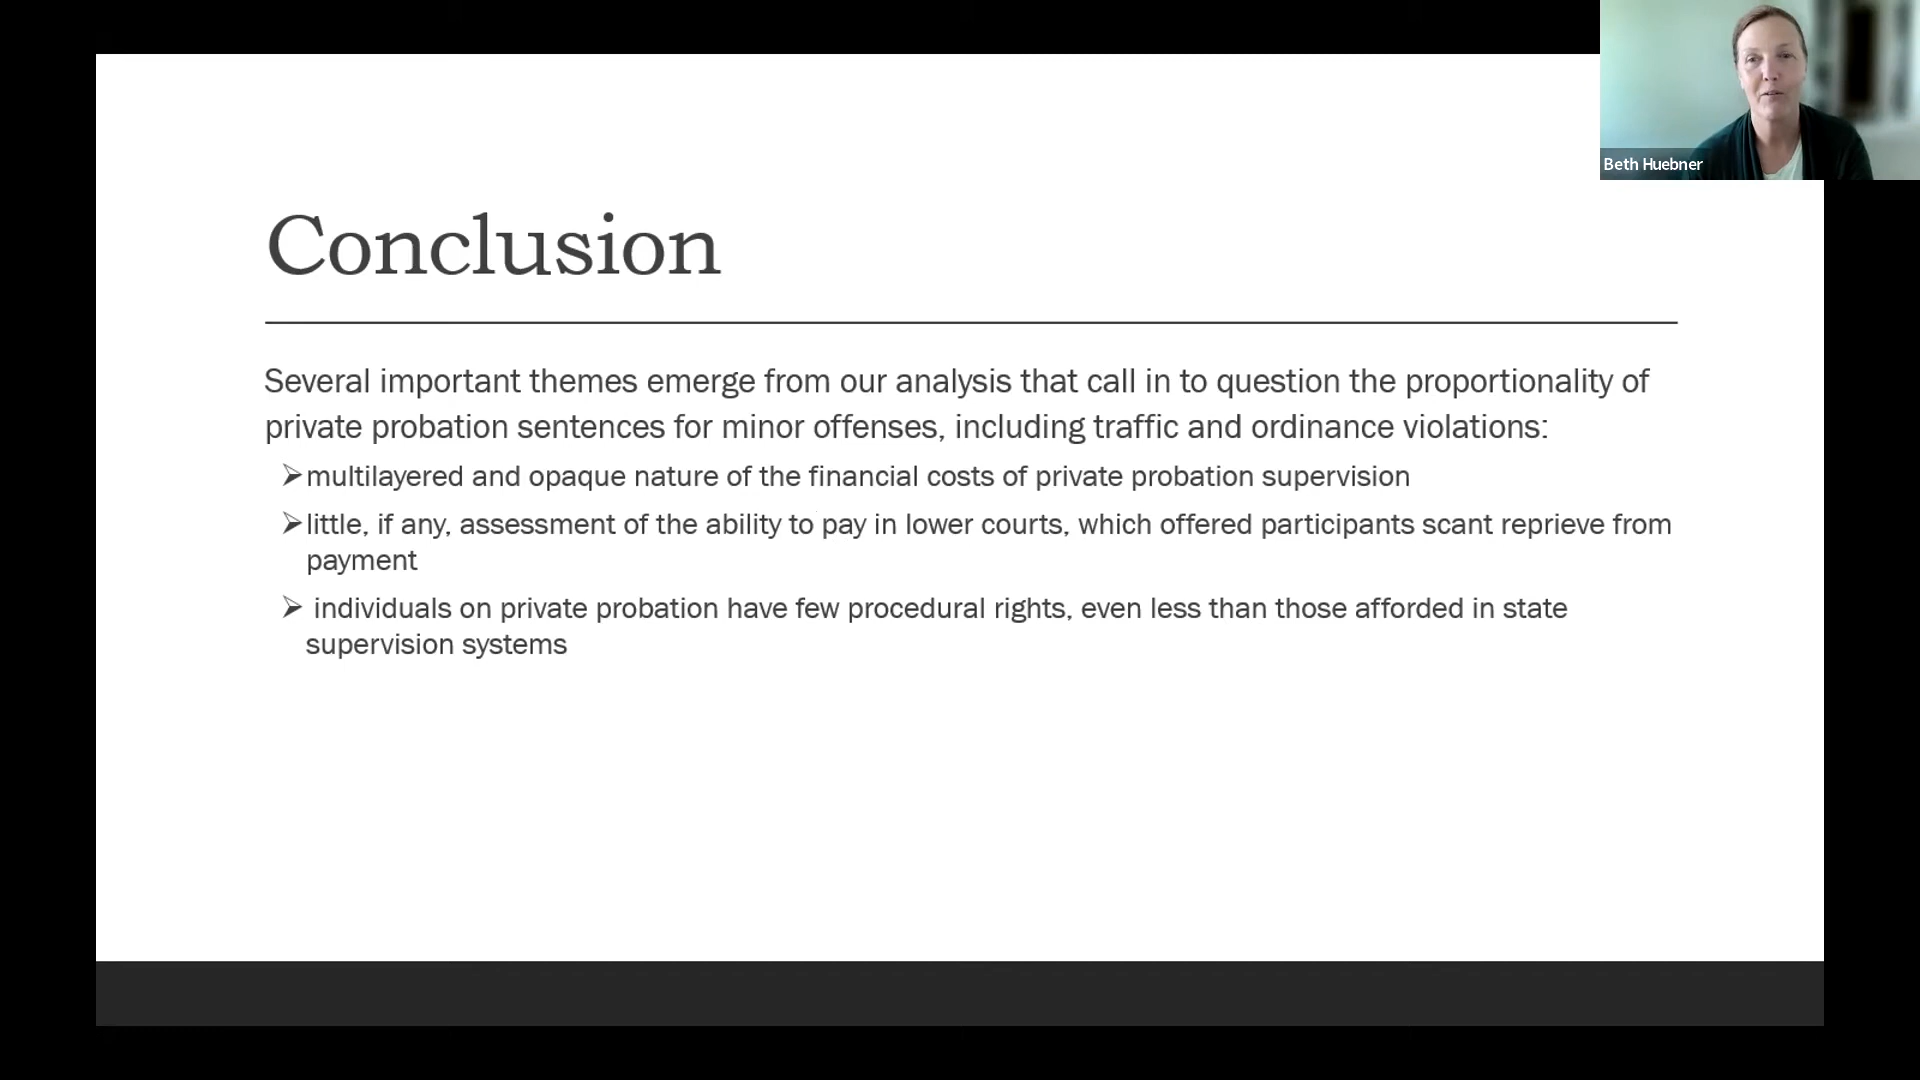 Beth Huebner
Conclusion
Several important themes emerge from our analysis that call in to question the proportionality of
private probation sentences for minor offenses, including traffic and ordinance violations:
➢multilayered and opaque nature of the financial costs of private probation supervision
➢little, if any, assessment of the ability to pay in lower courts, which offered participants scant reprieve from
payment
➢ individuals on private probation have few procedural rights, even less than those afforded in state
supervision systems